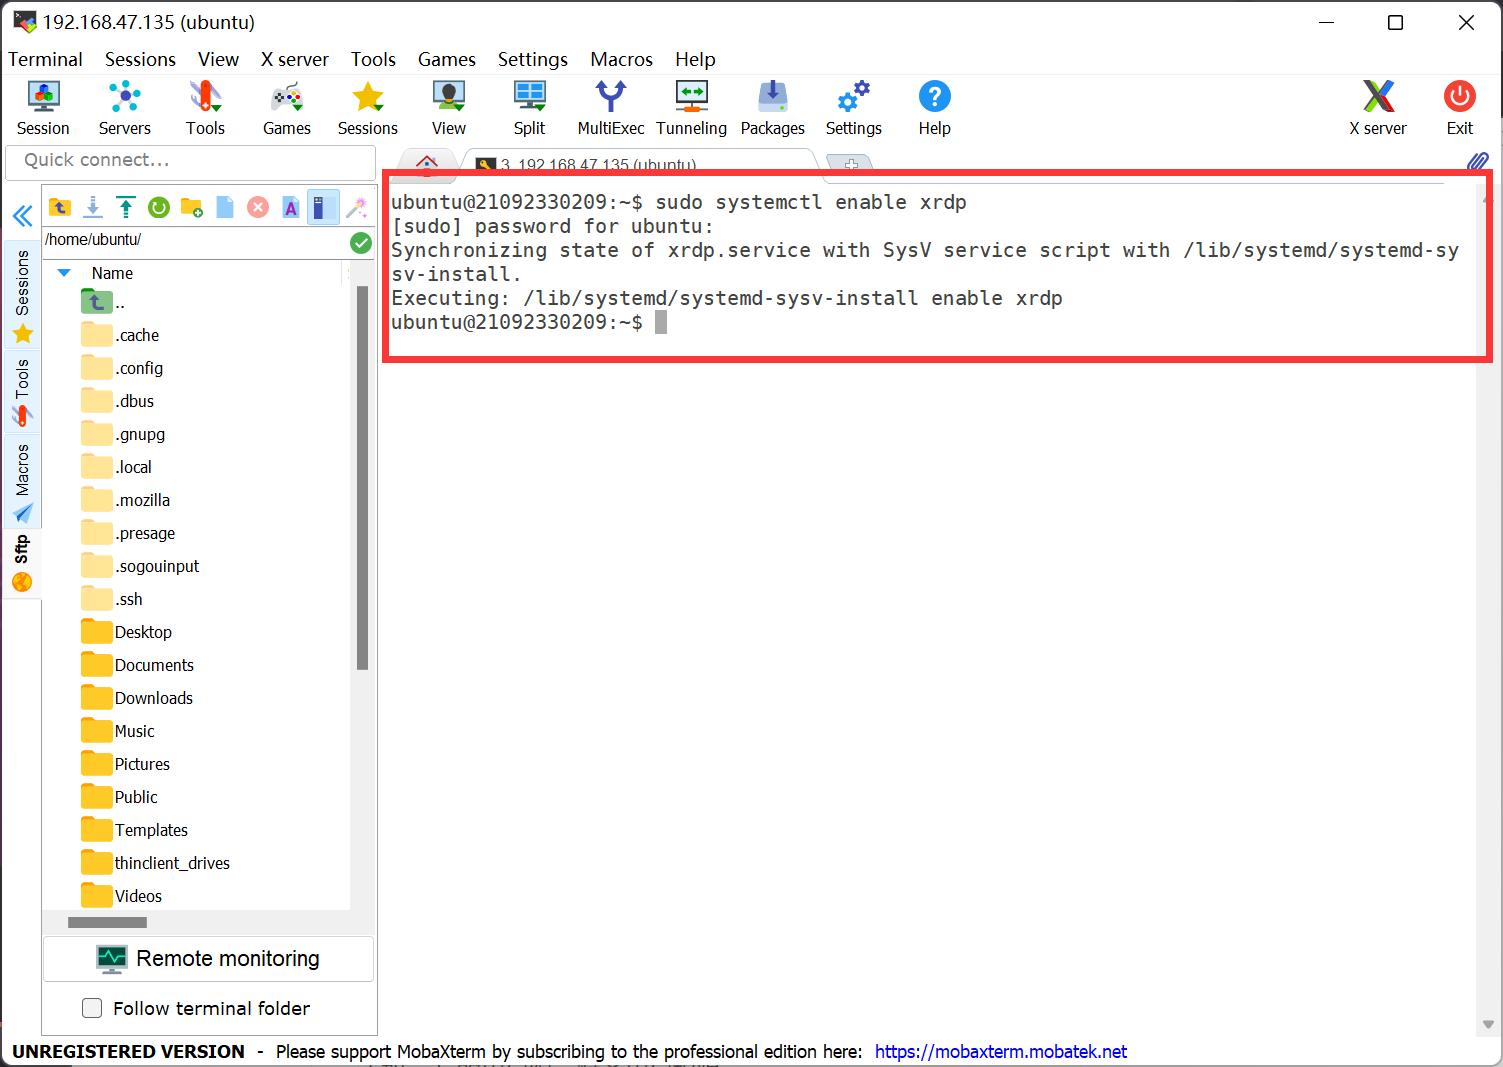 192.168.47.135 (ubuntu)
Terminal Sessions View X server Tools Games Settings Macros Help
Session Servers Tools Games Sessions View Split MultiExec Tunneling Packages Settings Help X server Exit
Quick connect...
3. 192.168.47.135 (ubuntu)
/home/ubuntu/
Name
..
.cache
.config
.dbus
.gnupg
.local
.mozilla
.presage
.sogouinput
.ssh
Desktop
Documents
Downloads
Music
Pictures
Public
Templates
thinclient_drives
Videos
Sessions
Tools
Macros
Sftp
Remote monitoring
Follow terminal folder
ubuntu@21092330209:~$ sudo systemctl enable xrdp
[sudo] password for ubuntu:
Synchronizing state of xrdp.service with SysV service script with /lib/systemd/systemd-sy
sv-install.
Executing: /lib/systemd/systemd-sysv-install enable xrdp
ubuntu@21092330209:~$
UNREGISTERED VERSION - Please support MobaXterm by subscribing to the professional edition here: https://mobaxterm.mobatek.net